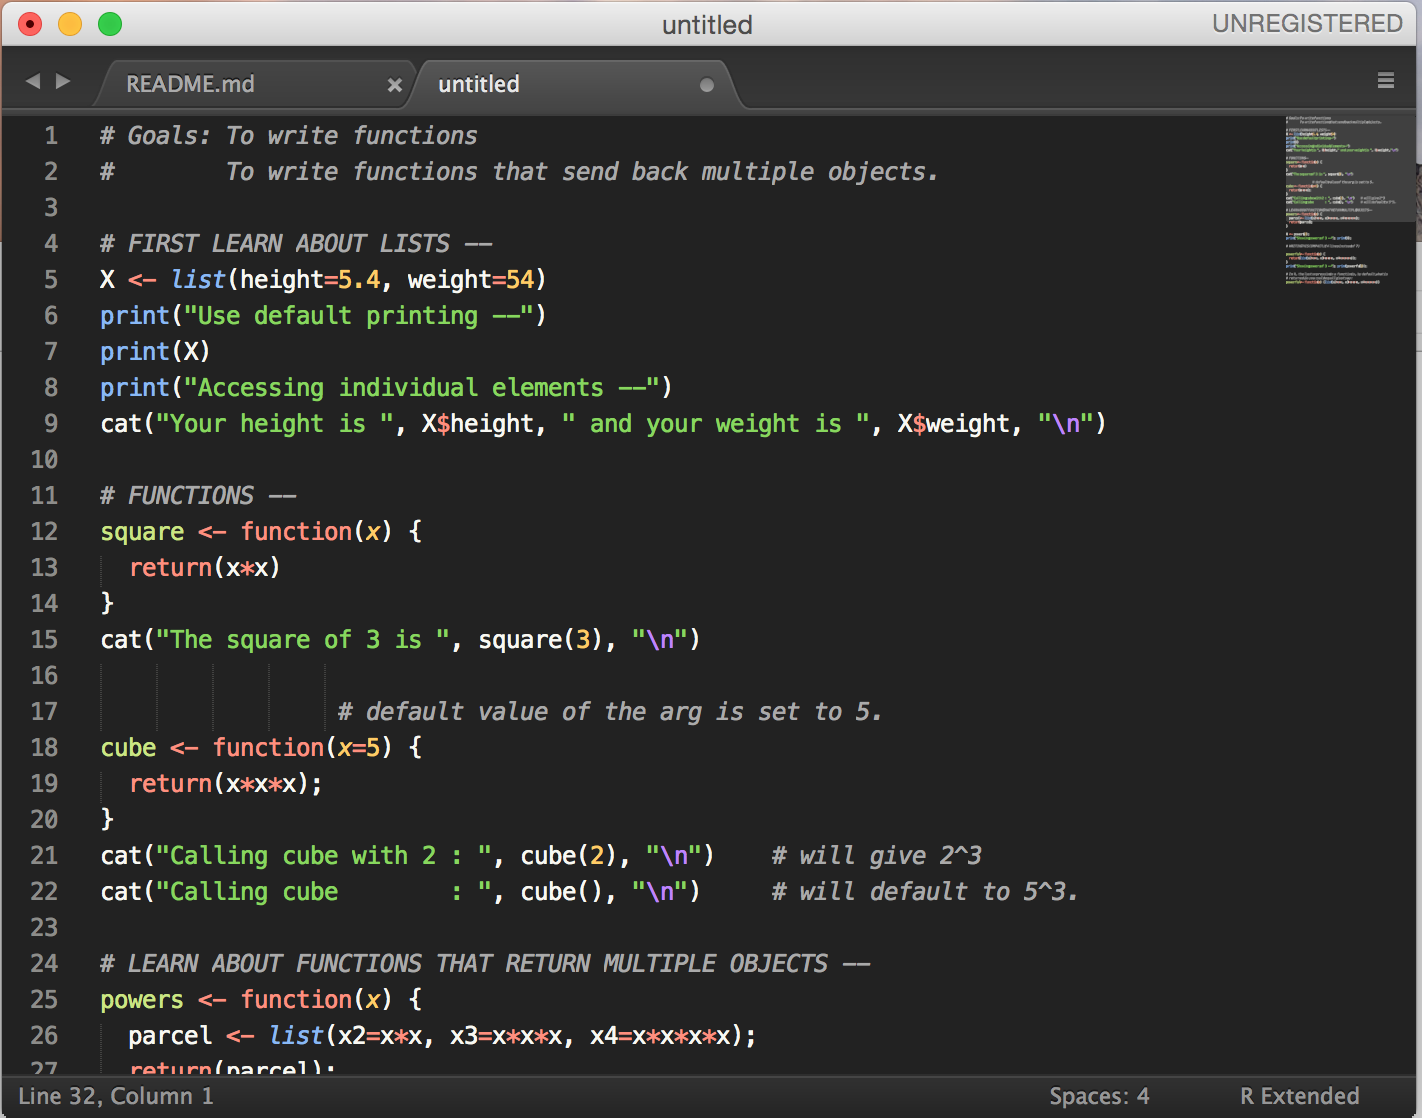 untitled
UNREGISTERED
README.md
untitled
1 # Goals: To write functions
2 #        To write functions that send back multiple objects.
3
4 # FIRST LEARN ABOUT LISTS --
5 X <- list(height=5.4, weight=54)
6 print("Use default printing --")
7 print(X)
8 print("Accessing individual elements --")
9 cat("Your height is ", X$height, " and your weight is ", X$weight, "\n")
10
11 # FUNCTIONS --
12 square <- function(x) {
13   return(x*x)
14 }
15 cat("The square of 3 is ", square(3), "\n")
16
17                  # default value of the arg is set to 5.
18 cube <- function(x=5) {
19   return(x*x*x);
20 }
21 cat("Calling cube with 2 : ", cube(2), "\n")    # will give 2^3
22 cat("Calling cube        : ", cube(), "\n")     # will default to 5^3.
23
24 # LEARN ABOUT FUNCTIONS THAT RETURN MULTIPLE OBJECTS --
25 powers <- function(x) {
26   parcel <- list(x2=x*x, x3=x*x*x, x4=x*x*x*x);
27   return(parcel);
Line 32, Column 1
Spaces: 4
R Extended